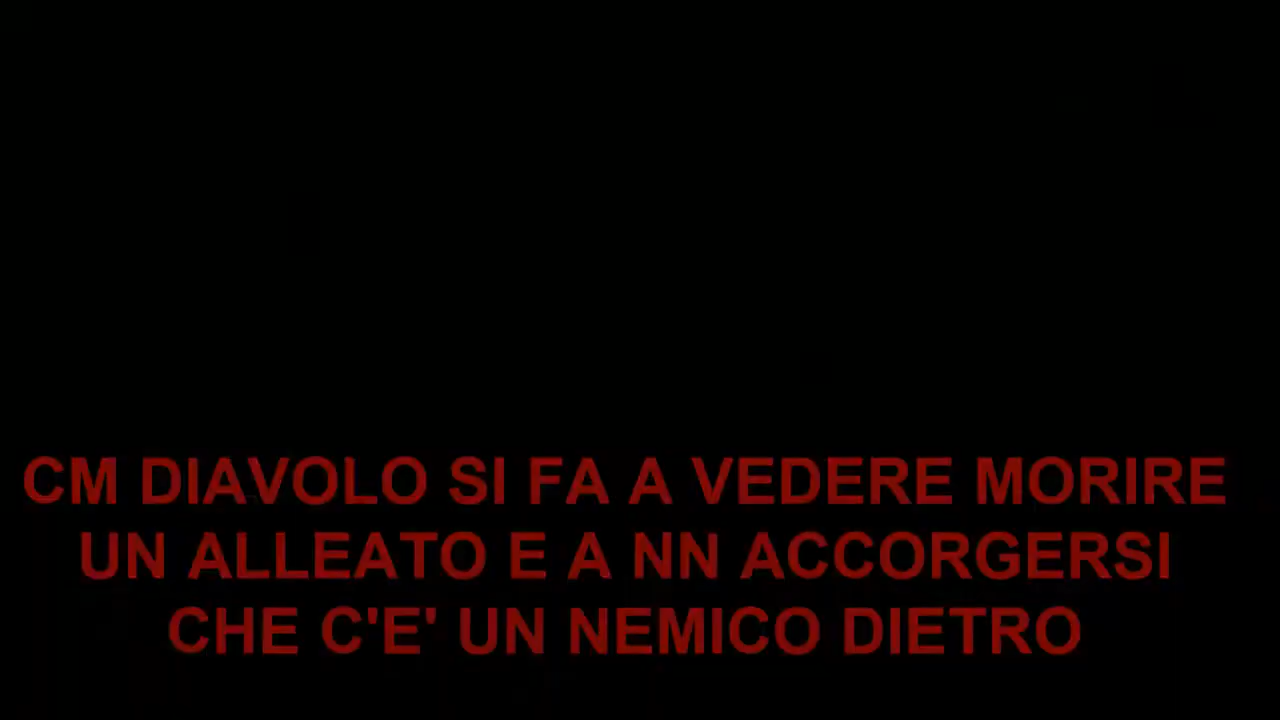 CM DIAVOLO SI FA A VEDERE MORIRE
UN ALLEATO E A NN ACCORGERSI
CHE C'E' UN NEMICO DIETRO